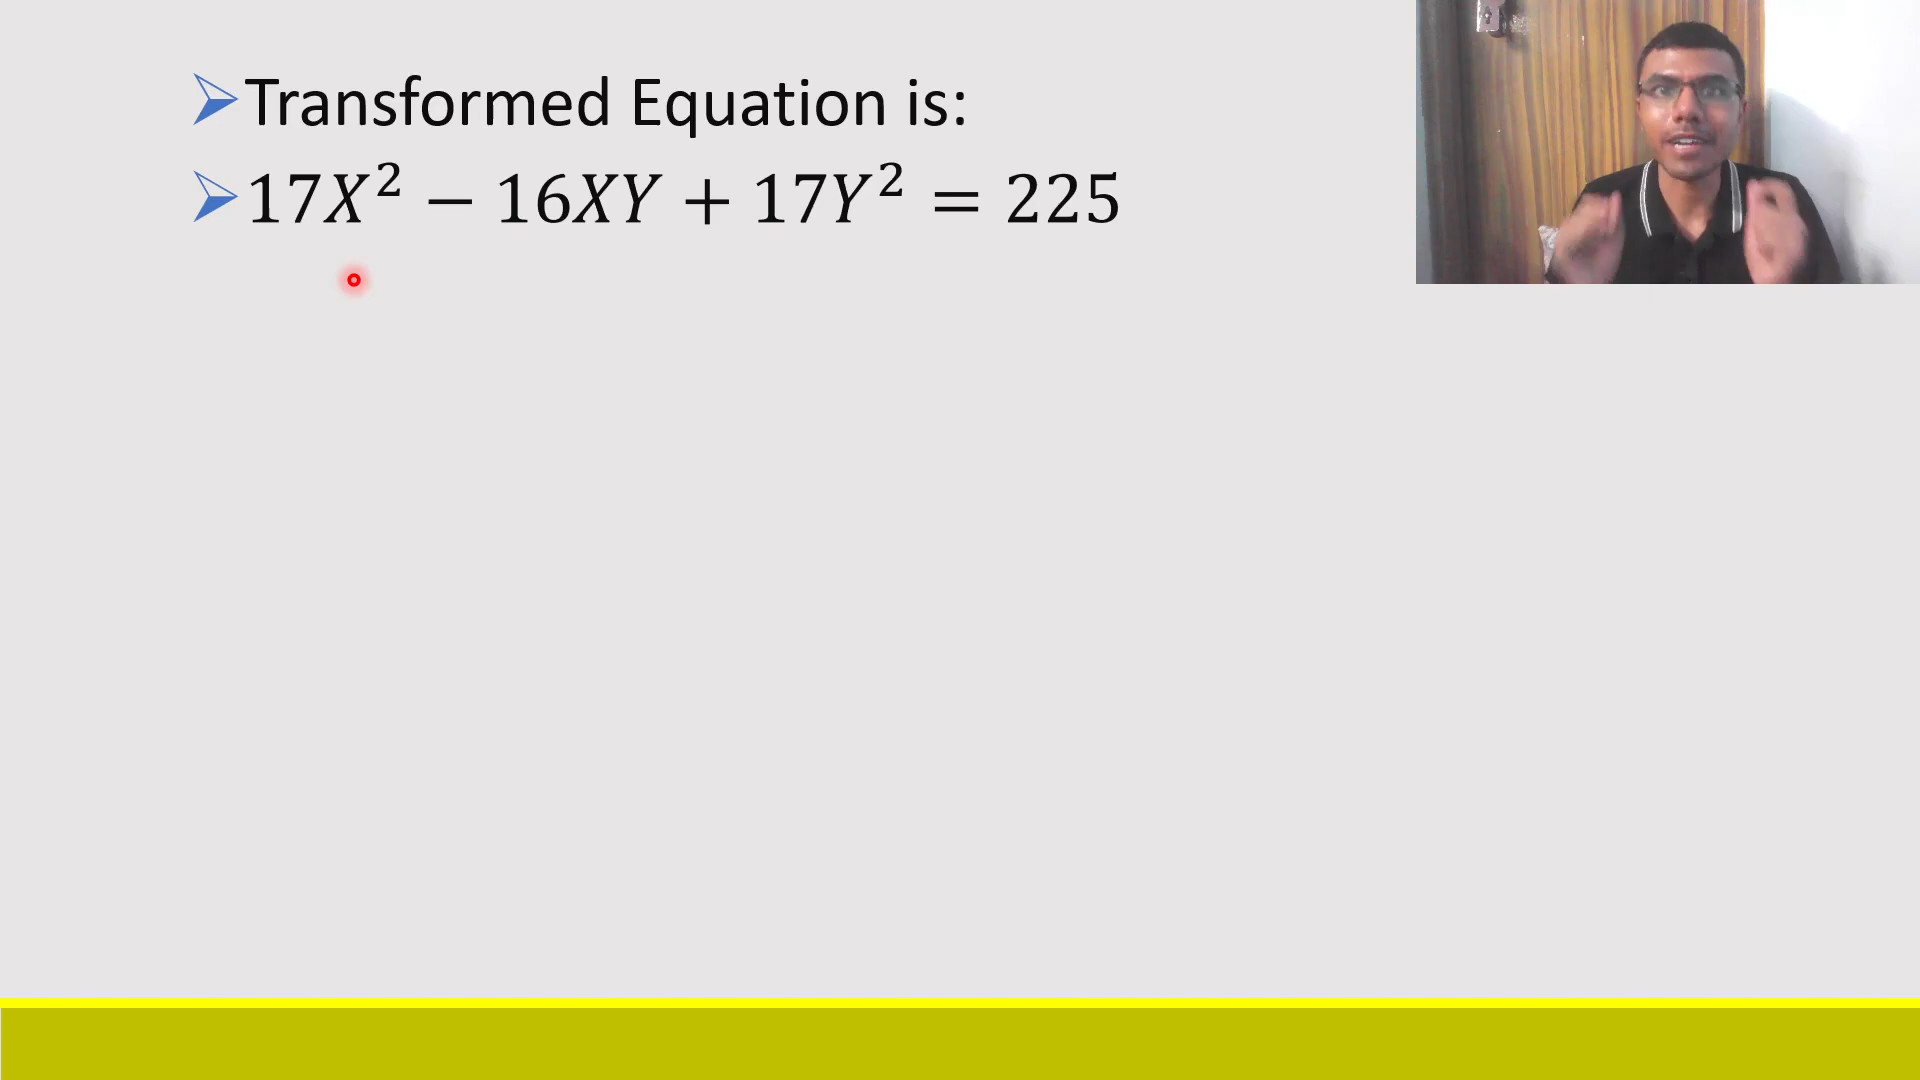 Transformed Equation is:
17X² − 16XY + 17Y² = 225